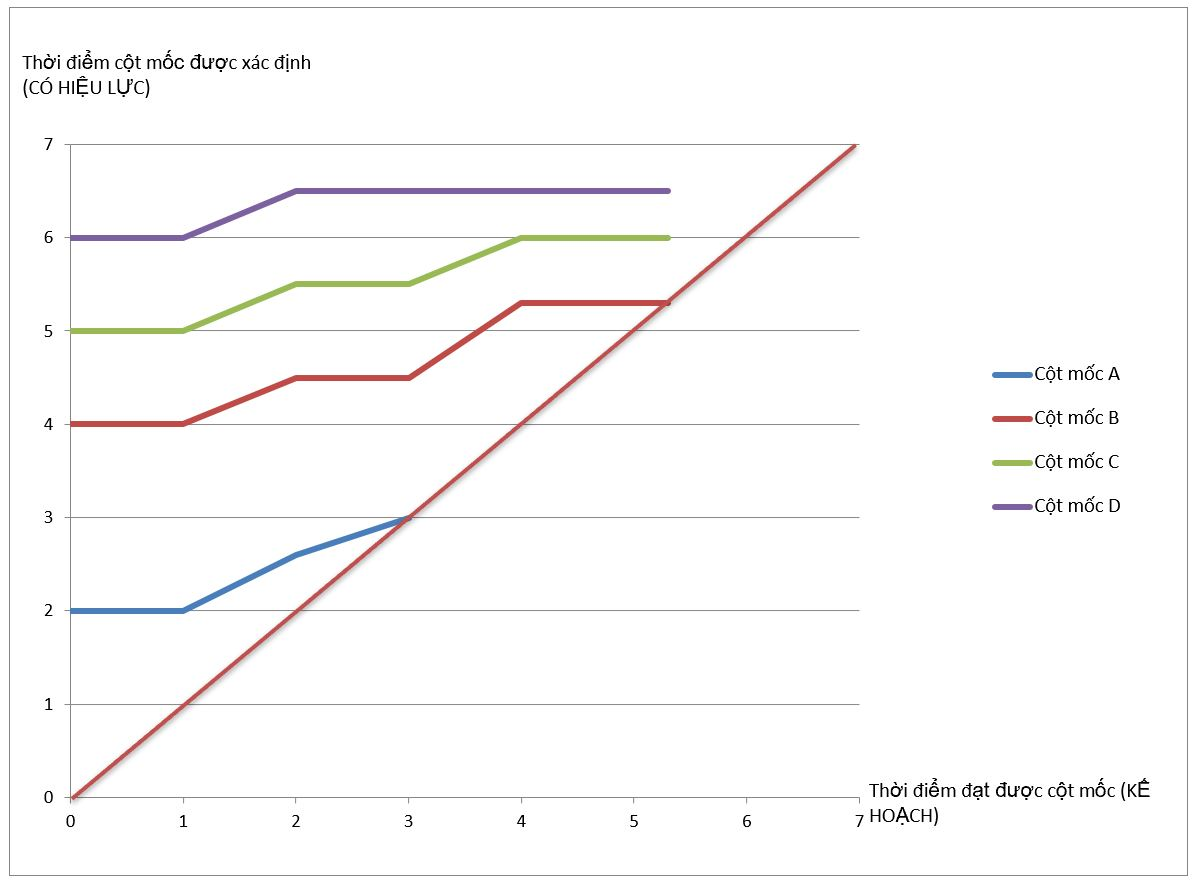 Thời điểm cột mốc được xác định
(CÓ HIỆU LỰC)
7
6
5
4
3
2
1
0
0 1 2 3 4 5 6 7
Thời điểm đạt được cột mốc (KẾ
HOẠCH)
Cột mốc A
Cột mốc B
Cột mốc C
Cột mốc D